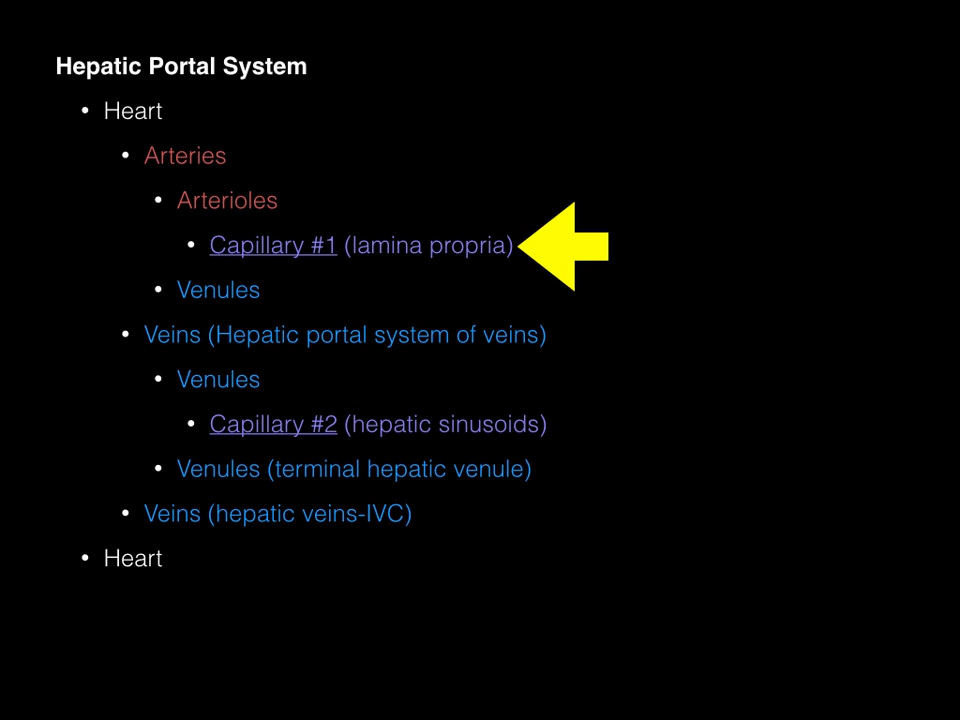 Hepatic Portal System
• Heart
• Arteries
• Arterioles
• Capillary #1 (lamina propria)
• Venules
• Veins (Hepatic portal system of veins)
• Venules
• Capillary #2 (hepatic sinusoids)
• Venules (terminal hepatic venule)
• Veins (hepatic veins-IVC)
• Heart